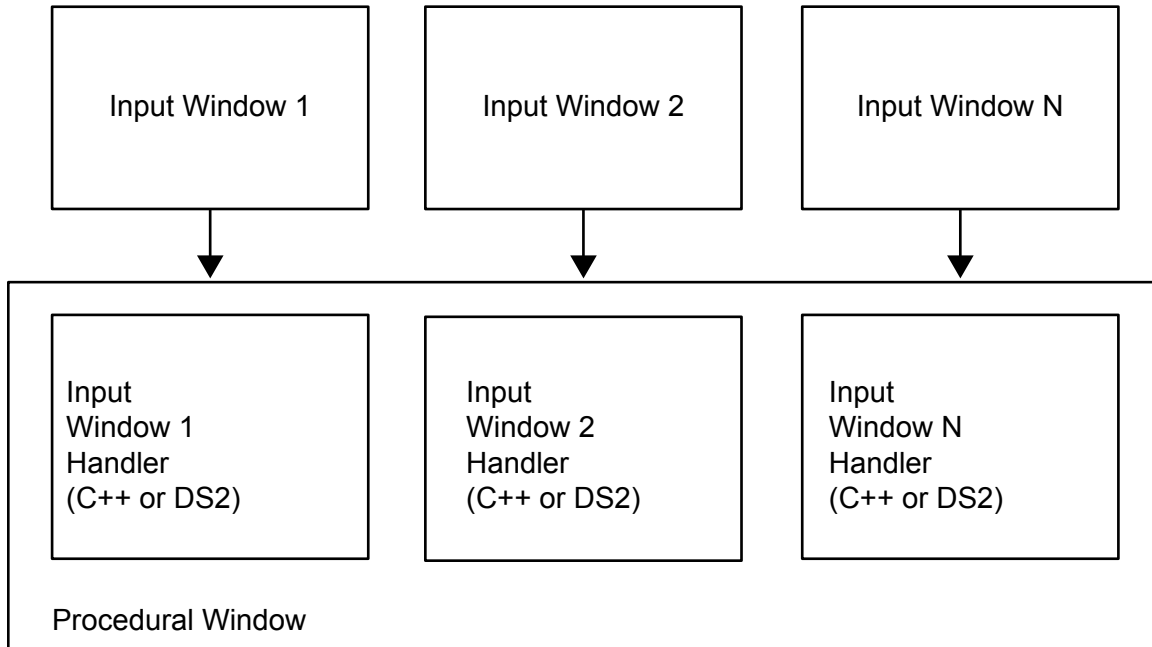 Input Window 1
Input Window 2
Input Window N
Input
Window 1
Handler
(C++ or DS2)
Input
Window 2
Handler
(C++ or DS2)
Input
Window N
Handler
(C++ or DS2)
Procedural Window